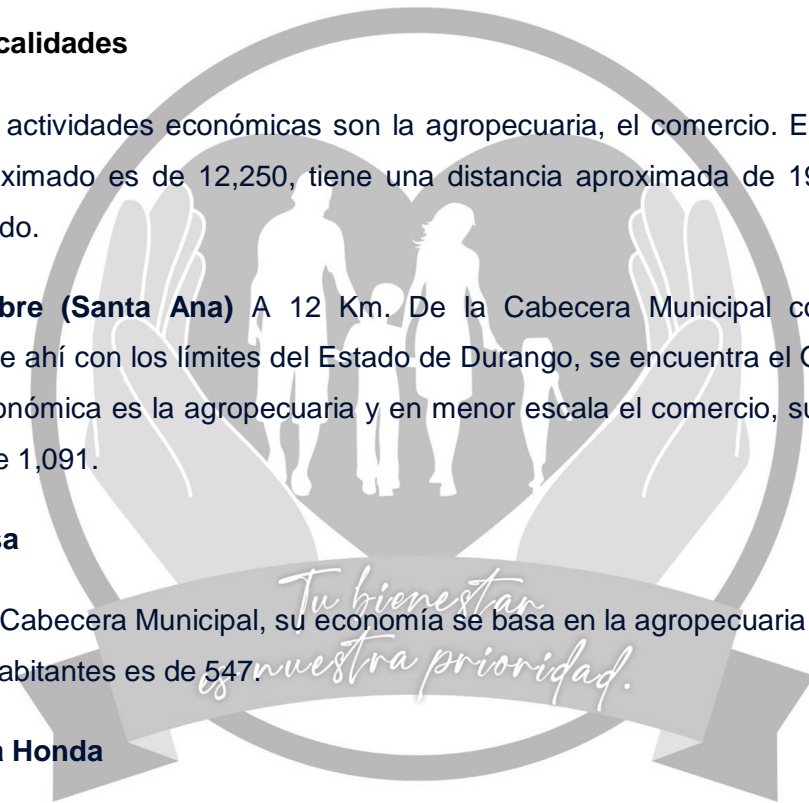 calidades
actividades económicas son la agropecuaria, el comercio. E
ximado es de 12,250, tiene una distancia aproximada de 19
do.
bre (Santa Ana) A 12 Km. De la Cabecera Municipal co
e ahí con los límites del Estado de Durango, se encuentra el
onómica es la agropecuaria y en menor escala el comercio, su
e 1,091.
sa
Cabecera Municipal, su economía se basa en la agropecuaria
abitantes es de 547.
a Honda
Tu bienestar
es nuestra prioridad.